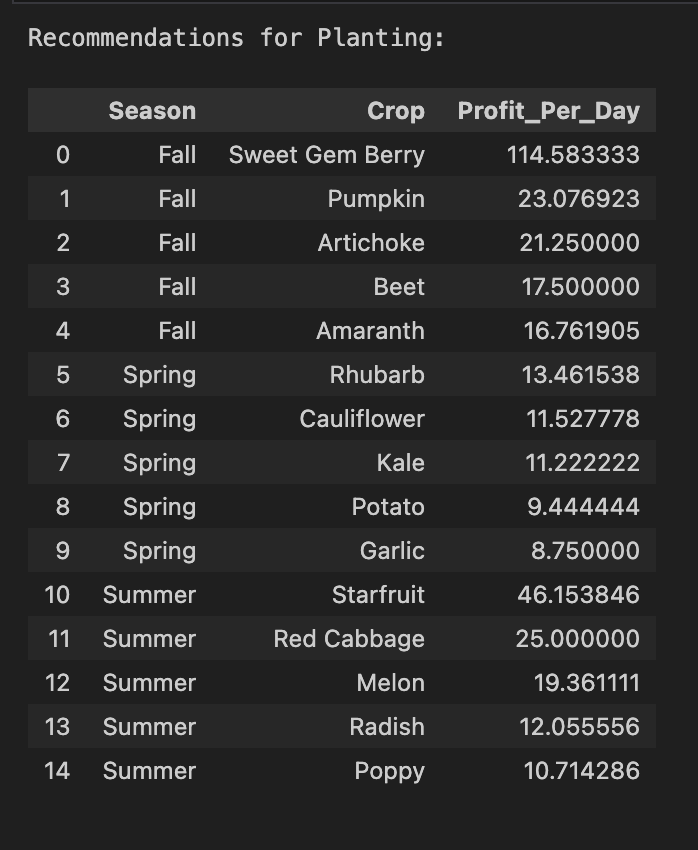 Recommendations for Planting:
Season Crop Profit_Per_Day
0 Fall Sweet Gem Berry 114.583333
1 Fall Pumpkin 23.076923
2 Fall Artichoke 21.250000
3 Fall Beet 17.500000
4 Fall Amaranth 16.761905
5 Spring Rhubarb 13.461538
6 Spring Cauliflower 11.527778
7 Spring Kale 11.222222
8 Spring Potato 9.444444
9 Spring Garlic 8.750000
10 Summer Starfruit 46.153846
11 Summer Red Cabbage 25.000000
12 Summer Melon 19.361111
13 Summer Radish 12.055556
14 Summer Poppy 10.714286